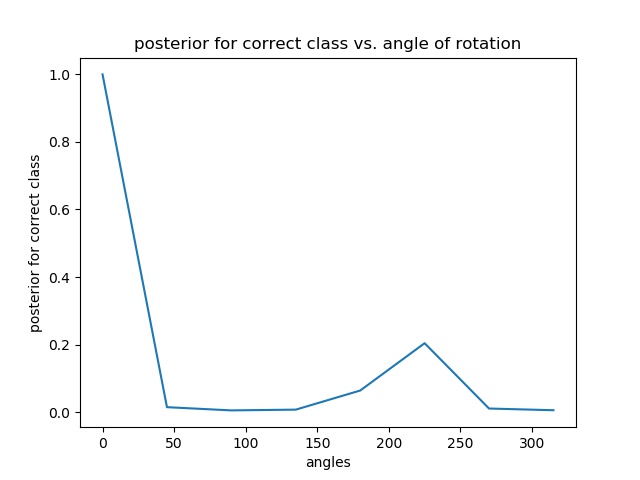 posterior for correct class vs. angle of rotation
1.0
0.8
0.6
0.4
0.2
0.0
posterior for correct class
0 50 100 150 200 250 300
angles